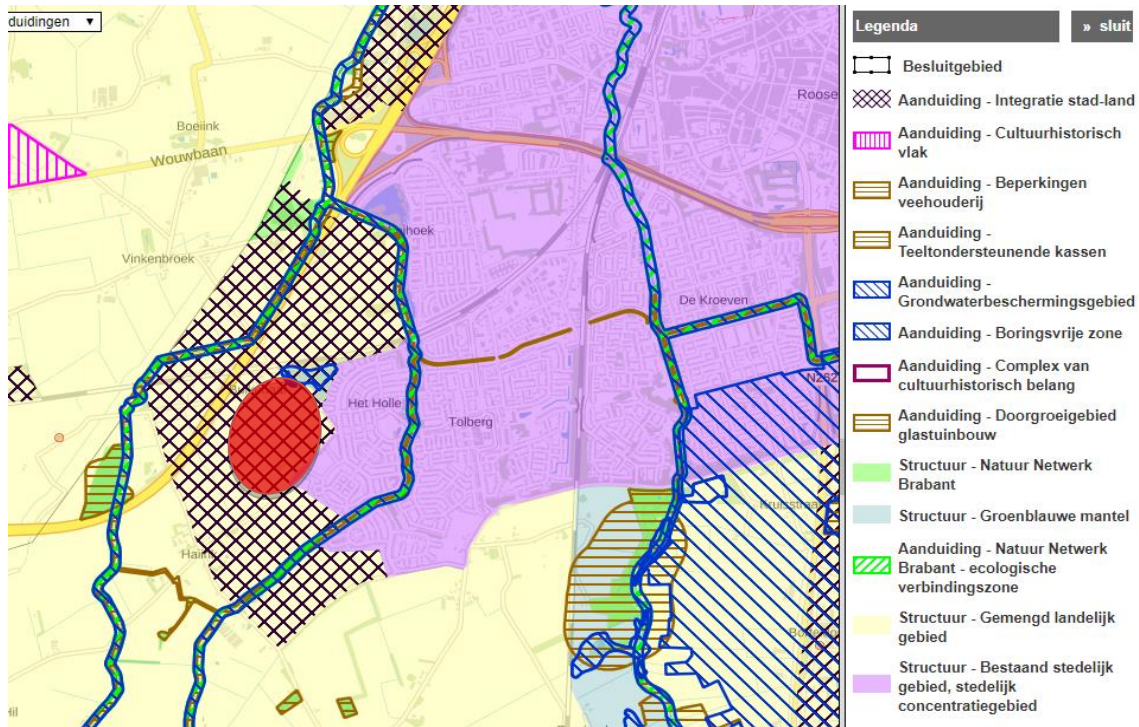 duidingen ▼
Boeiink
Wouwbaan
Vinkenbroek
Roose
De Kroeven
N262
Het Holle
Tolberg
Legenda
» sluit
Besluitgebied
Aanduiding - Integratie stad-land
Aanduiding - Cultuurhistorisch
vlak
Aanduiding - Beperkingen
veehouderij
Aanduiding -
Teeltondersteunende kassen
Aanduiding -
Grondwaterbeschermingsgebied
Aanduiding - Boringsvrije zone
Aanduiding - Complex van
cultuurhistorisch belang
Aanduiding - Doorgroeigebied
glastuinbouw
Structuur - Natuur Netwerk
Brabant
Structuur - Groenblauwe mantel
Aanduiding - Natuur Netwerk
Brabant - ecologische
verbindingszone
Structuur - Gemengd landelijk
gebied
Structuur - Bestaand stedelijk
gebied, stedelijk
concentratiegebied